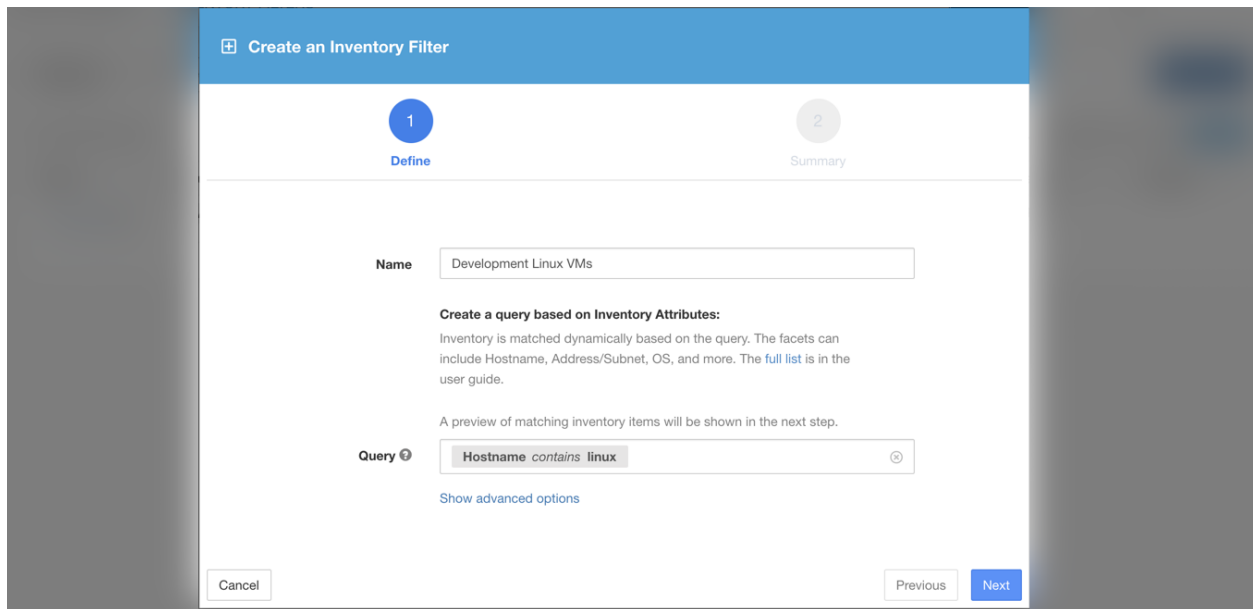 Create an Inventory Filter
1
2
Define
Summary
Name
Development Linux VMs
Create a query based on Inventory Attributes:
Inventory is matched dynamically based on the query. The facets can
include Hostname, Address/Subnet, OS, and more. The full list is in the
user guide.
A preview of matching inventory items will be shown in the next step.
Query
Hostname contains linux
Show advanced options
Cancel
Previous
Next